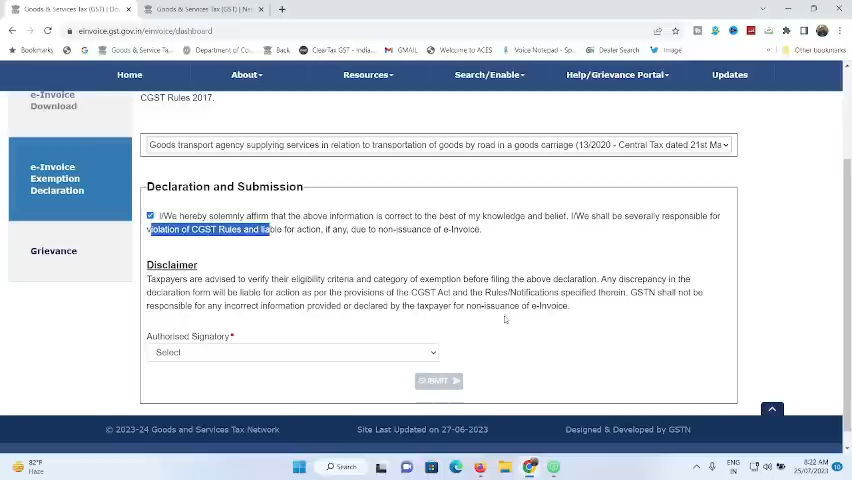 Goods & Services Tax (GST) | Do
Goods & Services Tax (GST) | Ne
einvoice.gst.gov.in/einvoice/dashboard
Bookmarks
Goods & Service Ta...
Department of Co...
Back
ClearTax GST - India...
GMAIL
Welcome to ACES
Voice Notepad - Sp...
Dealer Search
Image
Other bookmarks
Home
About
Resources
Search/Enable
Help/Grievance Portal
Updates
e-Invoice
Download
CGST Rules 2017.
Goods transport agency supplying services in relation to transportation of goods by road in a goods carriage (13/2020 - Central Tax dated 21st Ma
e-Invoice
Exemption
Declaration
Declaration and Submission
I/We hereby solemnly affirm that the above information is correct to the best of my knowledge and belief. I/We shall be severally responsible for
violation of CGST Rules and liable for action, if any, due to non-issuance of e-Invoice.
Grievance
Disclaimer
Taxpayers are advised to verify their eligibility criteria and category of exemption before filing the above declaration. Any discrepancy in the
declaration form will be liable for action as per the provisions of the CGST Act and the Rules/Notifications specified therein. GSTN shall not be
responsible for any incorrect information provided or declared by the taxpayer for non-issuance of e-Invoice.
Authorised Signatory*
Select
SUBMIT
© 2023-24 Goods and Services Tax Network
Site Last Updated on 27-06-2023
Designed & Developed by GSTN
82°F
Haze
Search
ENG
IN
8:22 AM
25/07/2023
10